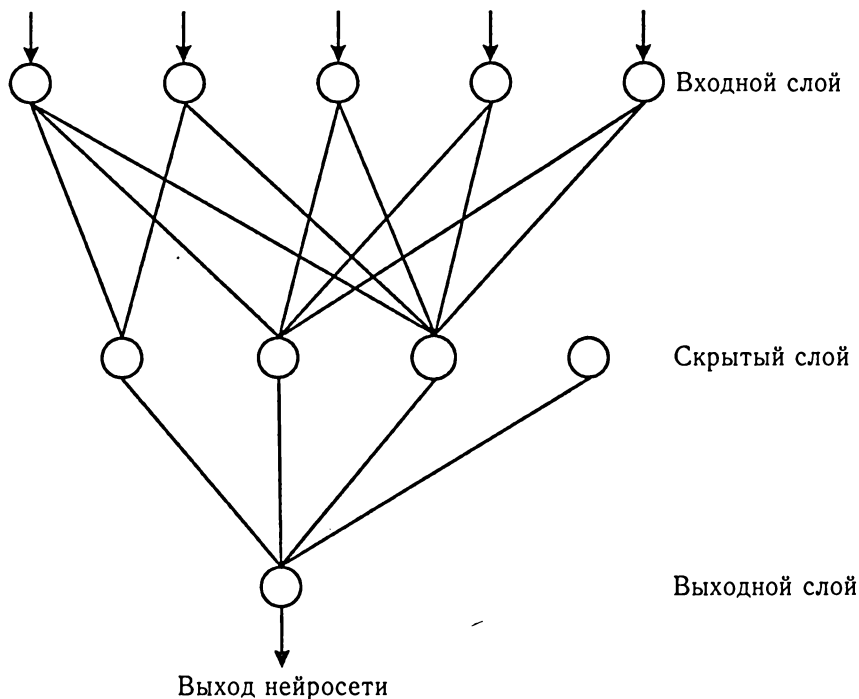 Входной слой
Скрытый слой
Выходной слой
Выход нейросети